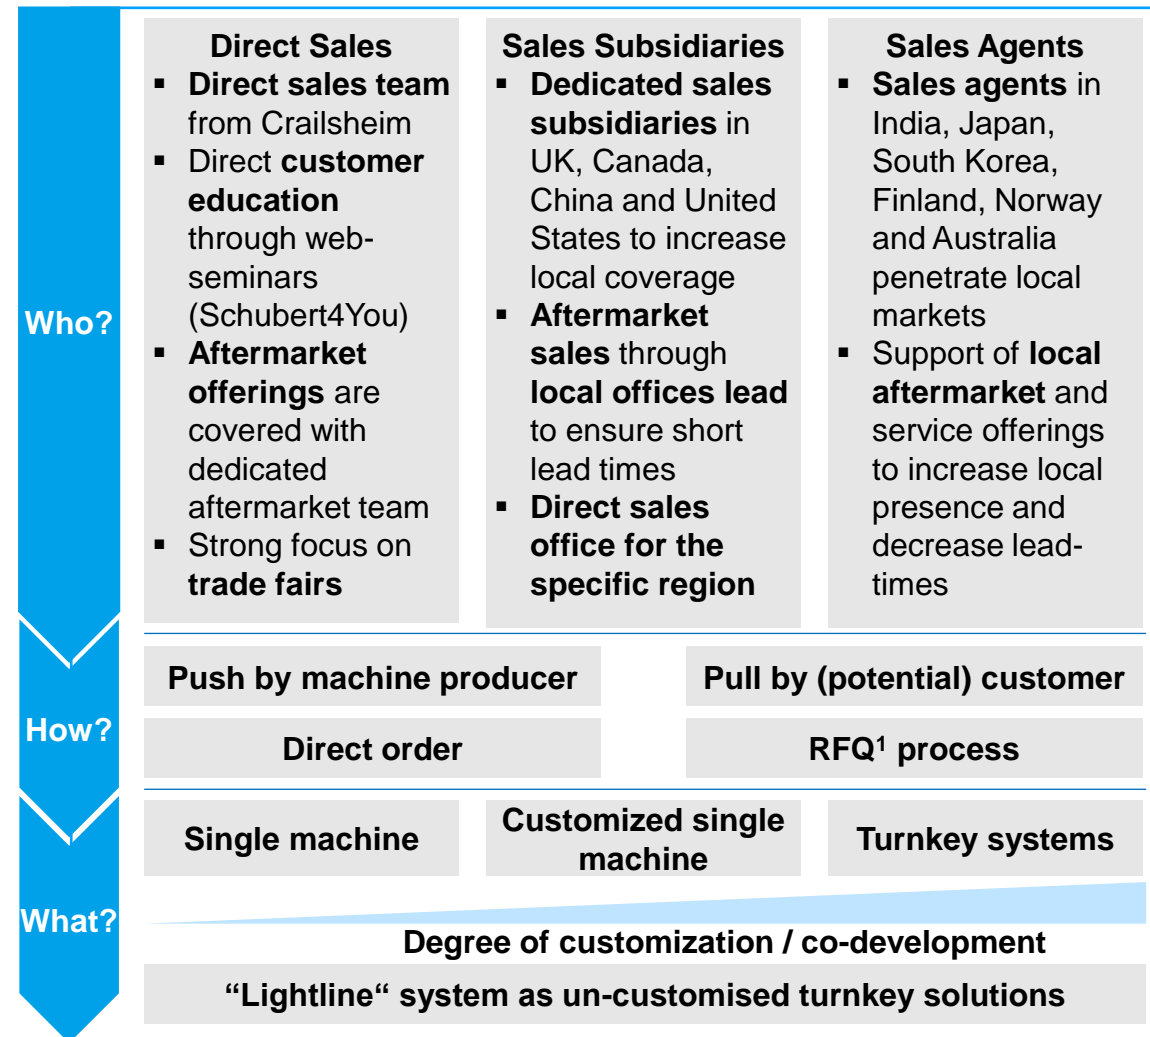 Who?
Direct Sales
▪ Direct sales team
from Crailsheim
▪ Direct customer
education
through web-
seminars
(Schubert4You)
▪ Aftermarket
offerings are
covered with
dedicated
aftermarket team
▪ Strong focus on
trade fairs
Sales Subsidiaries
▪ Dedicated sales
subsidiaries in
UK, Canada,
China and United
States to increase
local coverage
▪ Aftermarket
sales through
local offices lead
to ensure short
lead times
▪ Direct sales
office for the
specific region
Sales Agents
▪ Sales agents in
India, Japan,
South Korea,
Finland, Norway
and Australia
penetrate local
markets
▪ Support of local
aftermarket and
service offerings
to increase local
presence and
decrease lead-
times
How?
Push by machine producer
Pull by (potential) customer
Direct order
RFQ¹ process
What?
Single machine
Customized single
machine
Turnkey systems
Degree of customization / co-development
“Lightline“ system as un-customised turnkey solutions